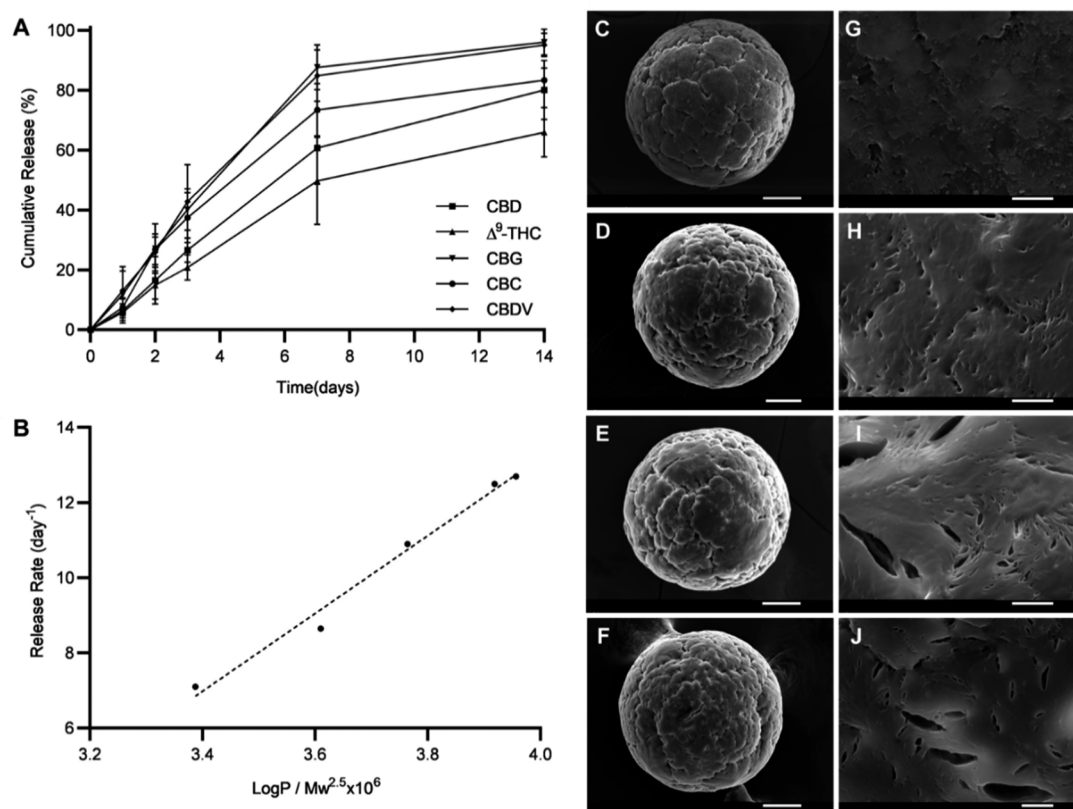 A
Cumulative Release (%)
100
80
60
40
20
0
0 2 4 6 8 10 12 14
Time(days)
CBD
Δ⁹-THC
CBG
CBC
CBDV
B
Release Rate (day⁻¹)
14
12
10
8
6
3.2 3.4 3.6 3.8 4.0
LogP / Mw²·⁵x10⁶
C
G
D
H
E
I
F
J